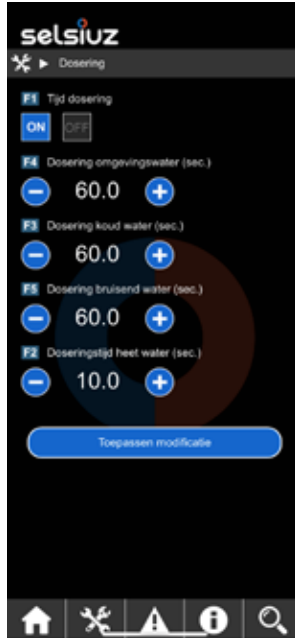 selsiuz
Dosering
F1 Tijd dosering
ON OFF
F4 Dosering omgevingswater (sec.)
60.0
F3 Dosering koud water (sec.)
60.0
F5 Dosering bruisend water (sec.)
60.0
F2 Doseringstijd heet water (sec.)
10.0
Toepassen modificatie